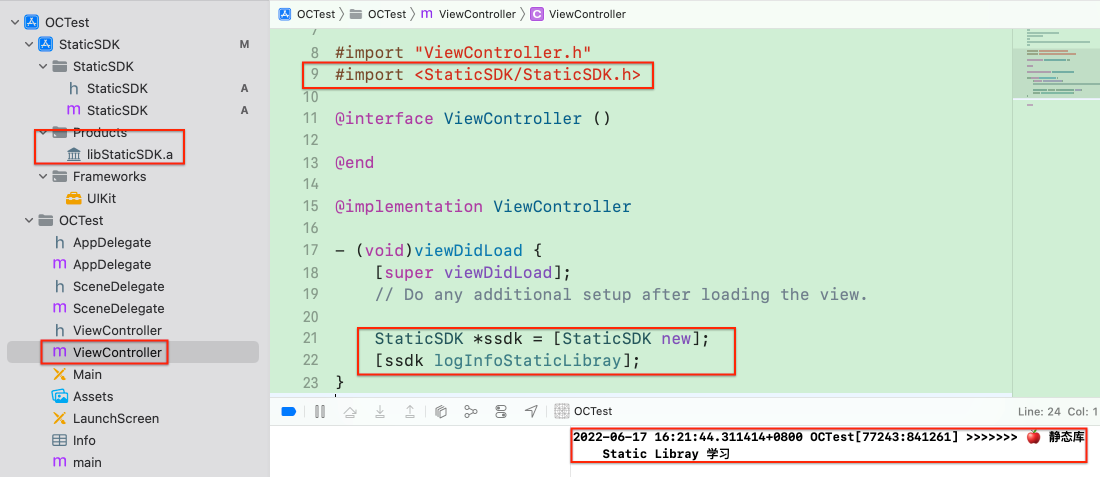 OCTest
StaticSDK M
StaticSDK
h StaticSDK A
m StaticSDK A
Products
libStaticSDK.a
Frameworks
UIKit
OCTest
h AppDelegate
m AppDelegate
h SceneDelegate
m SceneDelegate
h ViewController
m ViewController
Main
Assets
LaunchScreen
Info
m main
OCTest OCTest m ViewController C ViewController
7
8 #import "ViewController.h"
9 #import <StaticSDK/StaticSDK.h>
10
11 @interface ViewController ()
12
13 @end
14
15 @implementation ViewController
16
17 - (void)viewDidLoad {
18 [super viewDidLoad];
19 // Do any additional setup after loading the view.
20
21 StaticSDK *ssdk = [StaticSDK new];
22 [ssdk logInfoStaticLibray];
23 }
OCTest Line: 24 Col: 1
2022-06-17 16:21:44.311414+0800 OCTest[77243:841261] >>>>>>> 🍎 静态库
Static Libray 学习